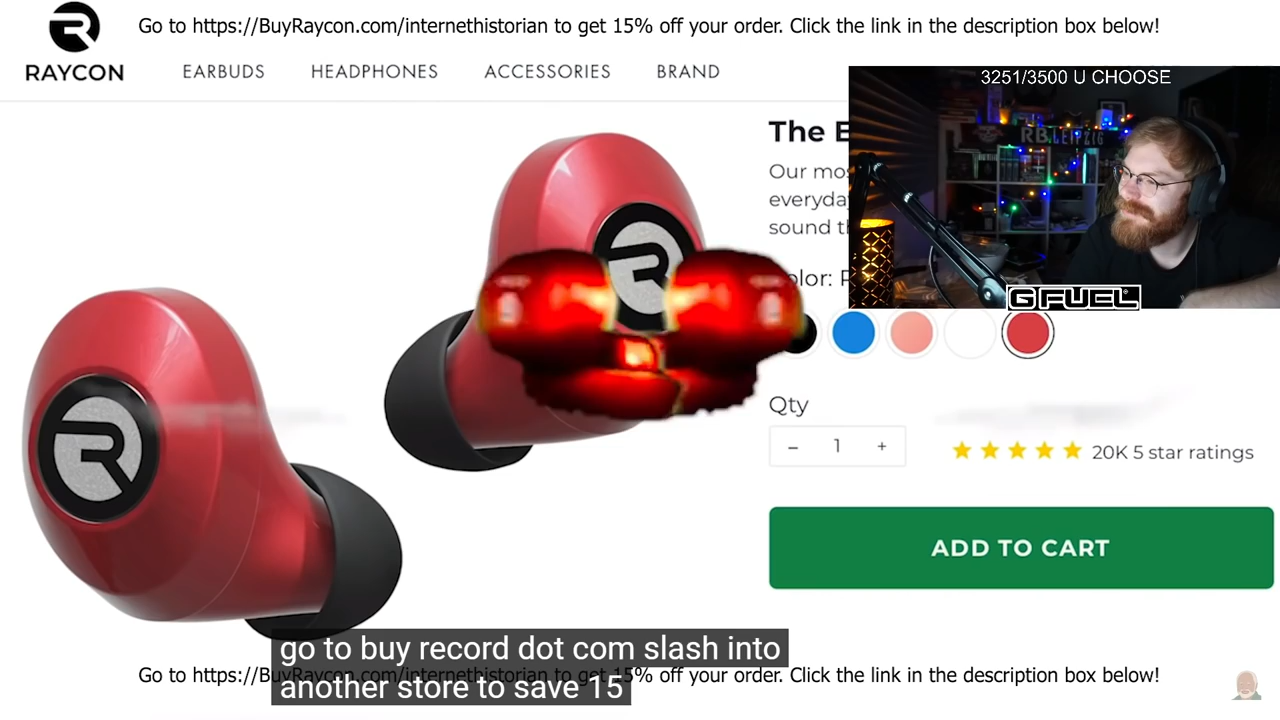 Go to https://BuyRaycon.com/internethistorian to get 15% off your order. Click the link in the description box below!
RAYCON
EARBUDS HEADPHONES ACCESSORIES BRAND
3251/3500 U CHOOSE
The E
Our mos
everyday
sound th
RB LEIPZIG
olor: P
G FUEL
Qty
– 1 +
20K 5 star ratings
ADD TO CART
go to buy record dot com slash into
another store to save 15
Go to https://BuyRaycon.com/internethistorian to get 15% off your order. Click the link in the description box below!